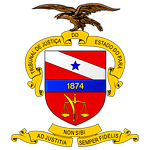 TRIBUNAL DE JUSTIÇA
DO
ESTADO DO PARÁ
1874
NON SIBI
AD JUSTITIA
SEMPER FIDELIS